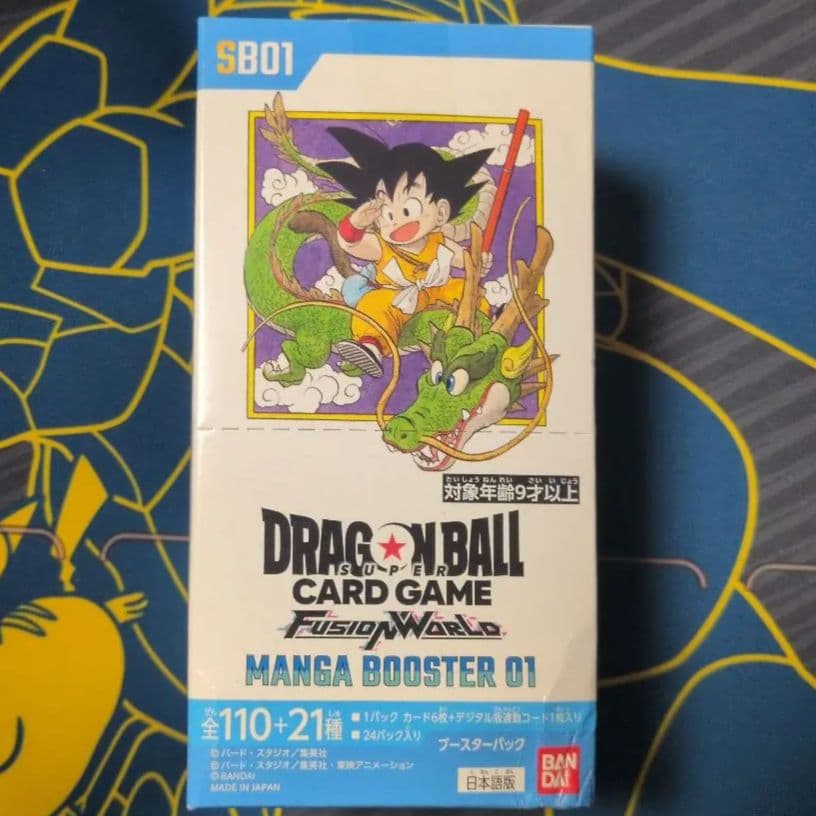 SB01
対象年齢9才以上
DRAGON BALL
SUPER
CARD GAME
FUSION WORLD
MANGA BOOSTER 01
全110+21種
■1パック カード6枚+デジタル版連動コード1枚入り
■24パック入り
ブースターパック
©バード・スタジオ/集英社
©バード・スタジオ/集英社・東映アニメーション
©BANDAI
MADE IN JAPAN
日本語版
BAN
DAI